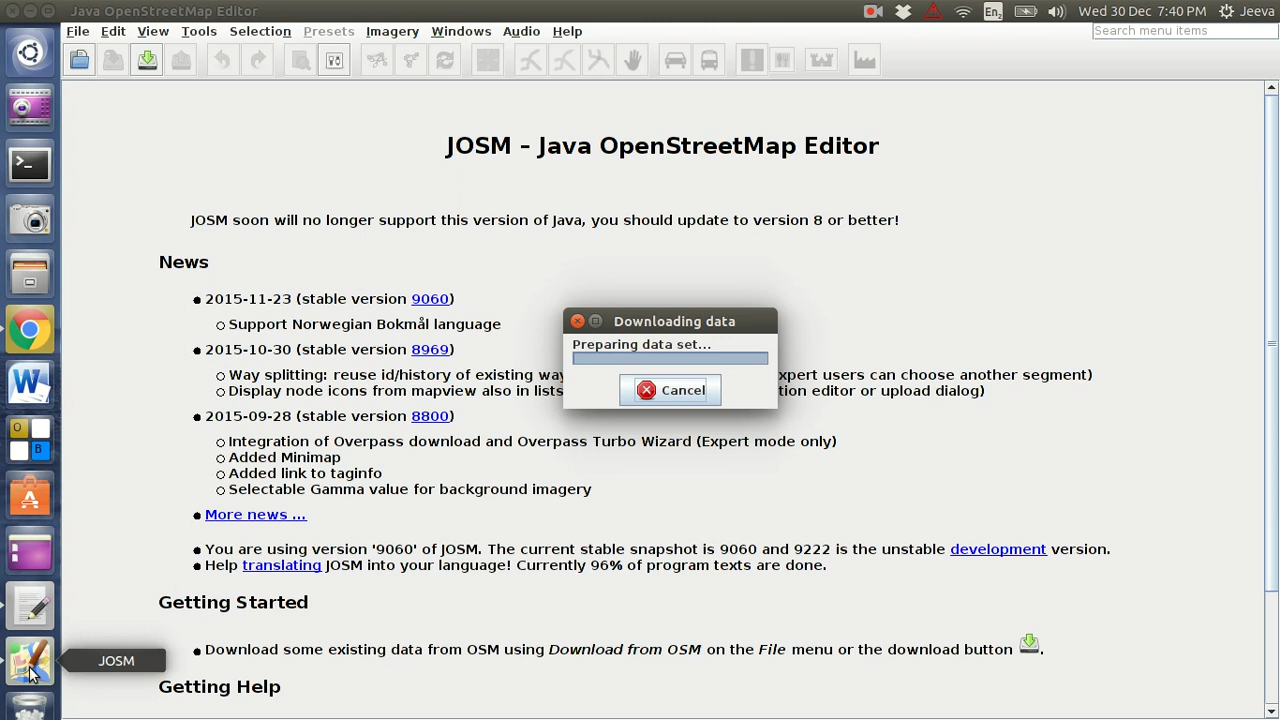 Java OpenStreetMap Editor
En2
Wed 30 Dec 7:40 PM
Jeeva
File Edit View Tools Selection Presets Imagery Windows Audio Help
Search menu items
JOSM – Java OpenStreetMap Editor
JOSM soon will no longer support this version of Java, you should update to version 8 or better!
News
2015-11-23 (stable version 9060)
Support Norwegian Bokmål language
2015-10-30 (stable version 8969)
Way splitting: reuse id/history of existing way
xpert users can choose another segment)
Display node icons from mapview also in lists
tion editor or upload dialog)
2015-09-28 (stable version 8800)
Integration of Overpass download and Overpass Turbo Wizard (Expert mode only)
Added Minimap
Added link to taginfo
Selectable Gamma value for background imagery
More news ...
You are using version '9060' of JOSM. The current stable snapshot is 9060 and 9222 is the unstable development version.
Help translating JOSM into your language! Currently 96% of program texts are done.
Getting Started
Download some existing data from OSM using Download from OSM on the File menu or the download button .
Getting Help
Downloading data
Preparing data set...
Cancel
JOSM
W
O
B
A